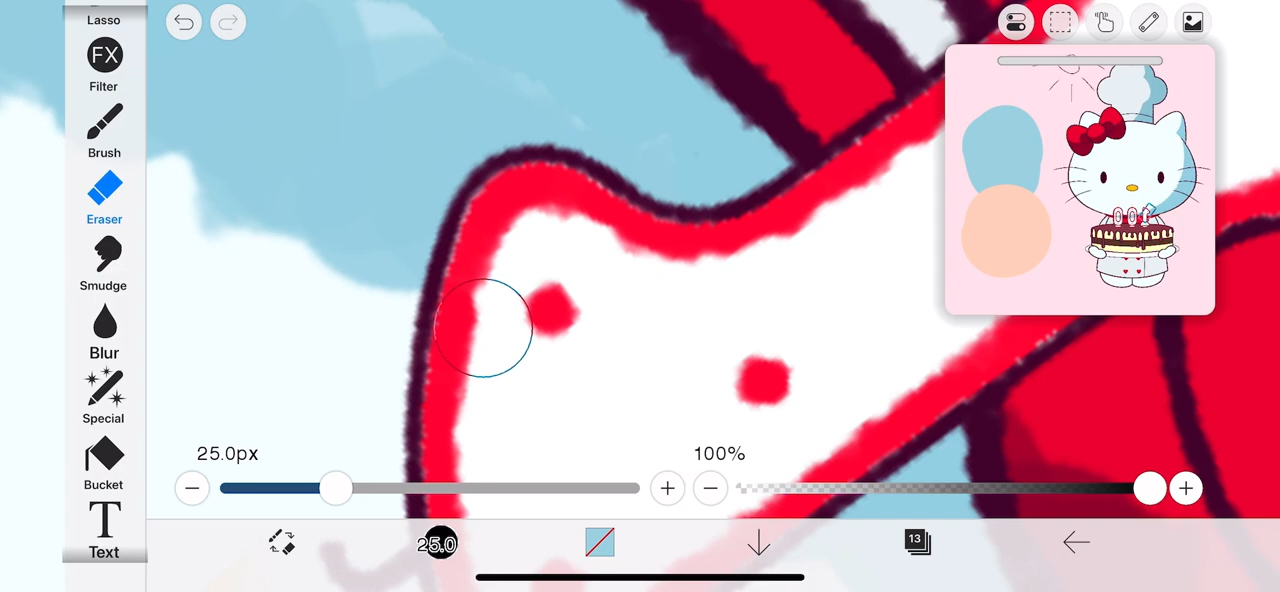 Lasso
FX
Filter
Brush
Eraser
Smudge
Blur
Special
Bucket
T
Text
25.0px
100%
25.0
13